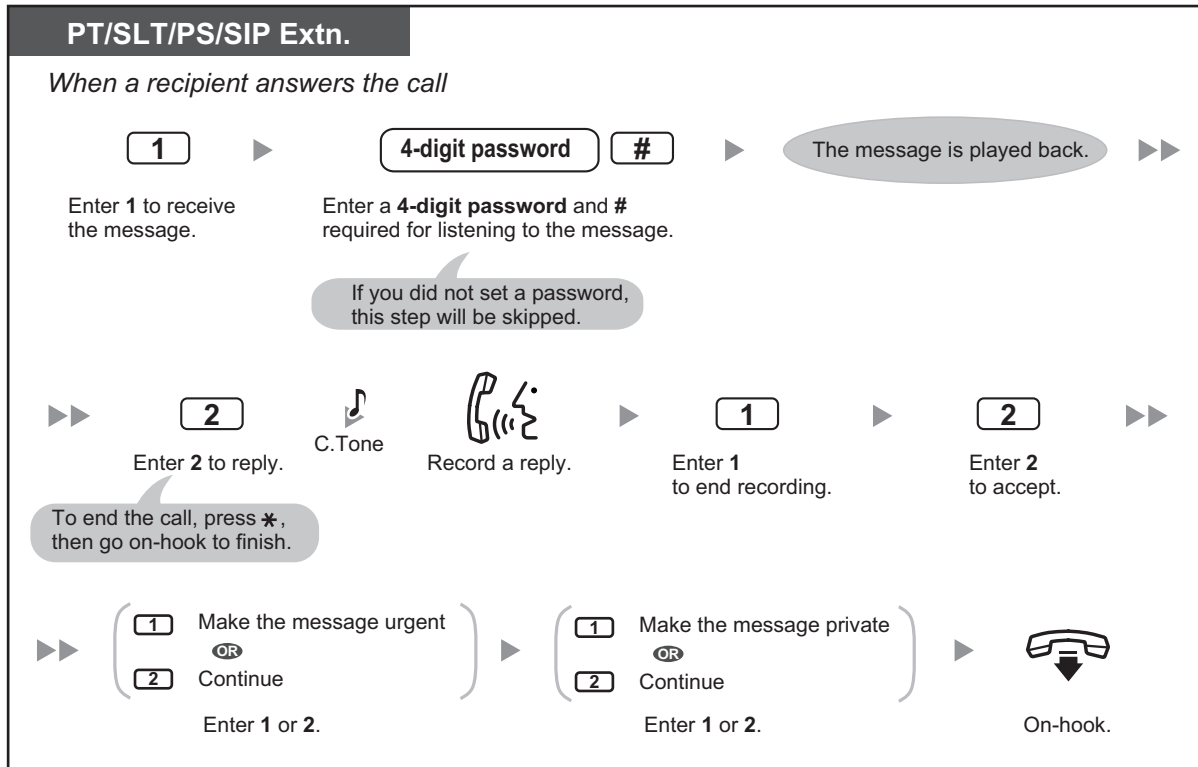 PT/SLT/PS/SIP Extn.
When a recipient answers the call
1
4-digit password
#
The message is played back.
Enter 1 to receive
the message.
Enter a 4-digit password and #
required for listening to the message.
If you did not set a password,
this step will be skipped.
2
C.Tone
1
2
Enter 2 to reply.
Record a reply.
Enter 1
to end recording.
Enter 2
to accept.
To end the call, press *,
then go on-hook to finish.
1 Make the message urgent
OR
2 Continue
Enter 1 or 2.
1 Make the message private
OR
2 Continue
Enter 1 or 2.
On-hook.